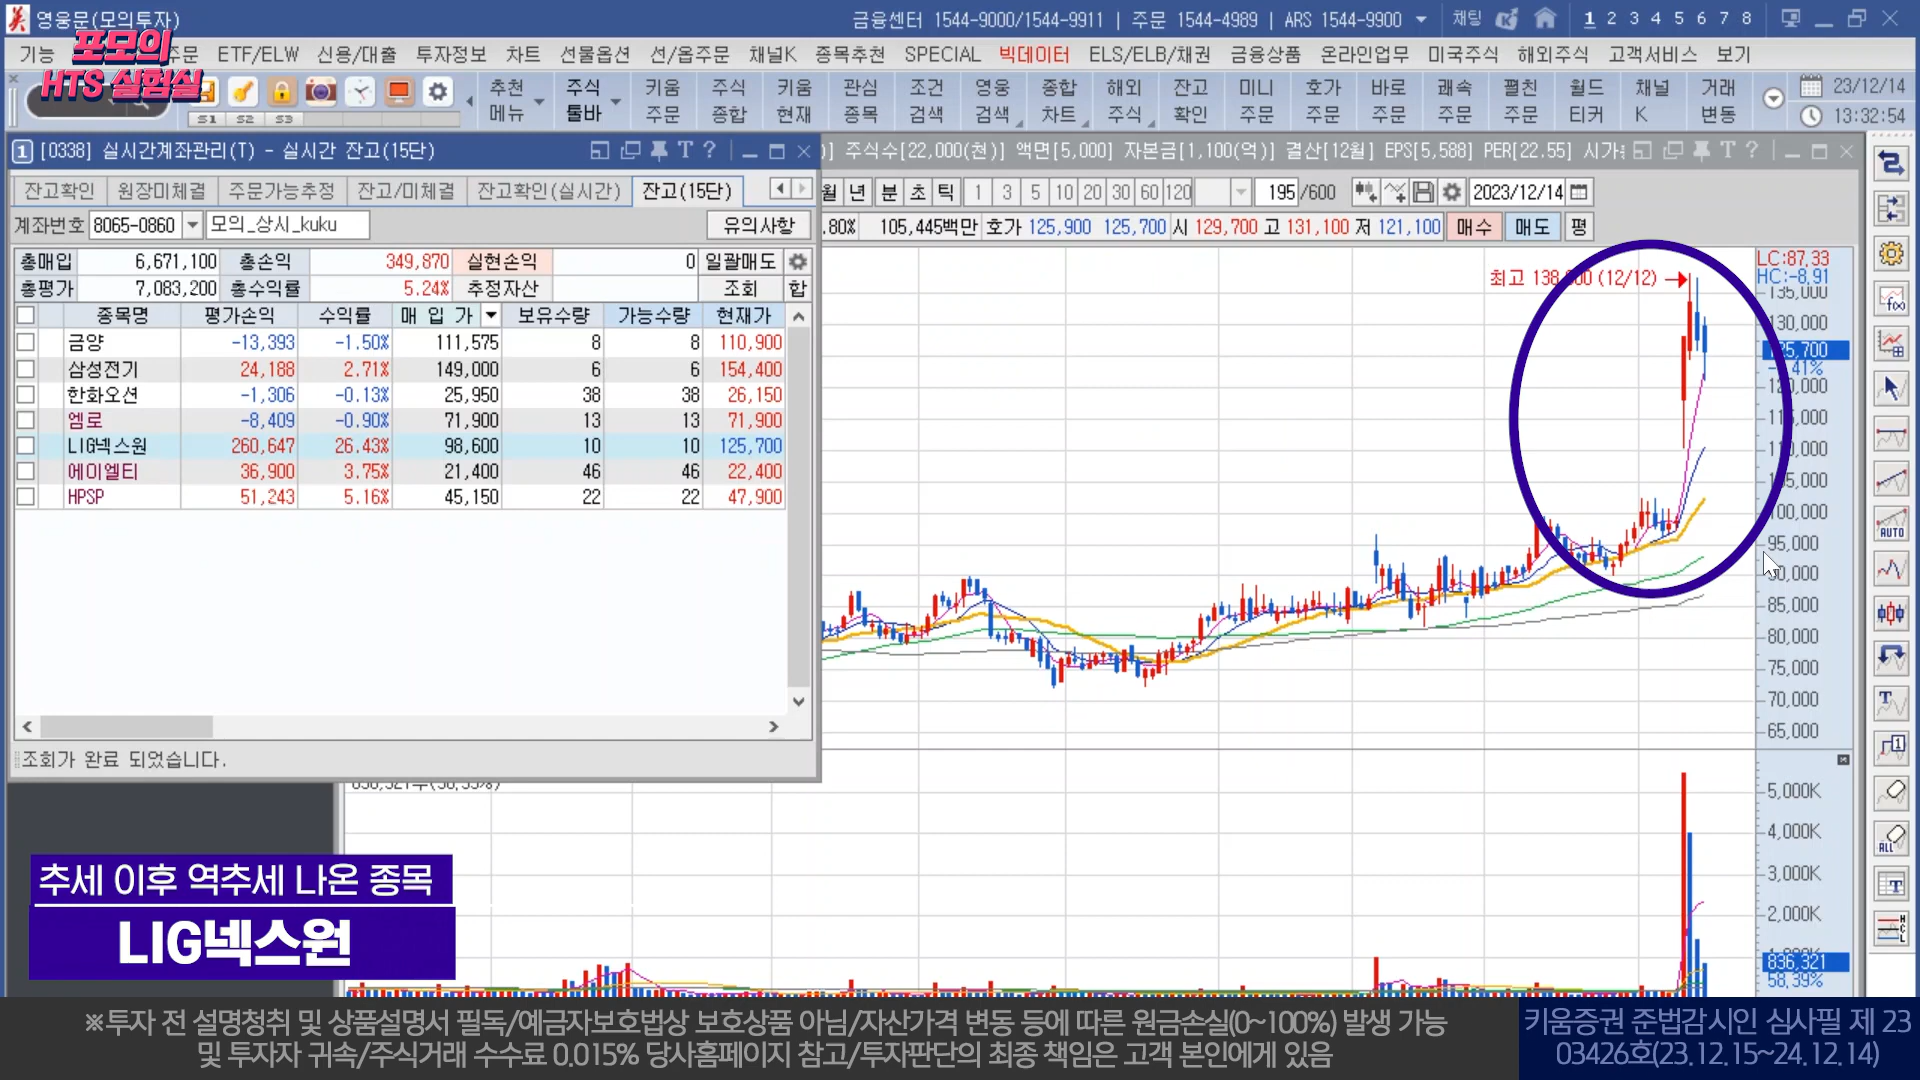 영웅문(모의투자)
금융센터 1544-9000/1544-9911 | 주문 1544-4989 | ARS 1544-9900
채팅
1 2 3 4 5 6 7 8
기능 주문 ETF/ELW 신용/대출 투자정보 차트 선물옵션 선/옵주문 채널K 종목추천 SPECIAL 빅데이터 ELS/ELB/채권 금융상품 온라인업무 미국주식 해외주식 고객서비스 보기
포모의
HTS 실험실
S1 S2 S3
추천 메뉴
주식 툴바
키움 주문
주식 종합
키움 현재
관심 종목
조건 검색
영웅 검색
종합 차트
해외 주식
잔고 확인
미니 주문
호가 주문
바로 주문
쾌속 주문
펼친 주문
월드 티커
채널 K
거래 변동
23/12/14
13:32:54
1 [0338] 실시간계좌관리(T) - 실시간 잔고(15단)
주식수[22,000(천)] 액면[5,000] 자본금[1,100(억)] 결산[12월] EPS[5,588] PER[22.55]
잔고확인 원장미체결 주문가능추정 잔고/미체결 잔고확인(실시간) 잔고(15단)
월 년 분 초 틱 1 3 5 10 20 30 60 120 195/600 2023/12/14
계좌번호 8065-0860 모의_상시_kuku 유의사항
.80% 105,445백만 호가 125,900 125,700 시 129,700 고 131,100 저 121,100 매수 매도 평
총매입 6,671,100 총손익 349,870 실현손익 0 일괄매도
총평가 7,083,200 총수익률 5.24% 추정자산 조회 합
종목명 평가손익 수익률 매 입 가 보유수량 가능수량 현재가
금양 -13,393 -1.50% 111,575 8 8 110,900
삼성전기 24,188 2.71% 149,000 6 6 154,400
한화오션 -1,306 -0.13% 25,950 38 38 26,150
엠로 -8,409 -0.90% 71,900 13 13 71,900
LIG넥스원 260,647 26.43% 98,600 10 10 125,700
에이엘티 36,900 3.75% 21,400 46 46 22,400
HPSP 51,243 5.16% 45,150 22 22 47,900
조회가 완료 되었습니다.
(12/12)
LC:87,33
HC:-8,91
135,000
130,000
125,700
120,000
115,000
110,000
105,000
100,000
95,000
90,000
85,000
80,000
75,000
70,000
65,000
5,000K
4,000K
3,000K
2,000K
836,321
58,39%
AUTO
ALL
추세 이후 역추세 나온 종목
LIG넥스원
※투자 전 설명청취 및 상품설명서 필독/예금자보호법상 보호상품 아님/자산가격 변동 등에 따른 원금손실(0~100%) 발생 가능
및 투자자 귀속/주식거래 수수료 0.015% 당사홈페이지 참고/투자판단의 최종 책임은 고객 본인에게 있음
키움증권 준법감시인 심사필 제 23
03426호(23.12.15~24.12.14)